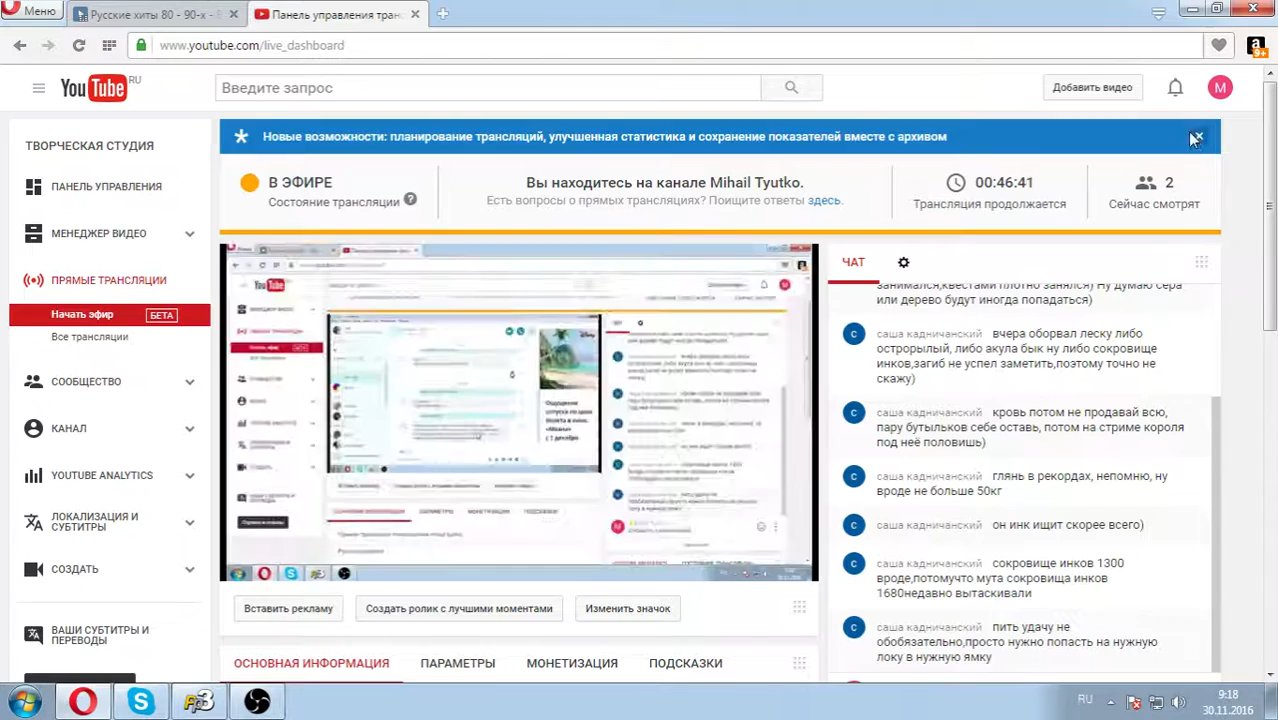 Меню
Русские хиты 80 - 90-х -
Панель управления тран
www.youtube.com/live_dashboard
9+
YouTube RU
Введите запрос
Добавить видео
M
ТВОРЧЕСКАЯ СТУДИЯ
ПАНЕЛЬ УПРАВЛЕНИЯ
МЕНЕДЖЕР ВИДЕО
ПРЯМЫЕ ТРАНСЛЯЦИИ
Начать эфир БЕТА
Все трансляции
СООБЩЕСТВО
КАНАЛ
YOUTUBE ANALYTICS
ЛОКАЛИЗАЦИЯ И
СУБТИТРЫ
СОЗДАТЬ
ВАШИ СУБТИТРЫ И
ПЕРЕВОДЫ
Новые возможности: планирование трансляций, улучшенная статистика и сохранение показателей вместе с архивом
В ЭФИРЕ
Состояние трансляции
Вы находитесь на канале Mihail Tyutko.
Есть вопросы о прямых трансляциях? Поищите ответы здесь.
00:46:41
Трансляция продолжается
2
Сейчас смотрят
Вставить рекламу
Создать ролик с лучшими моментами
Изменить значок
ОСНОВНАЯ ИНФОРМАЦИЯ
ПАРАМЕТРЫ
МОНЕТИЗАЦИЯ
ПОДСКАЗКИ
ЧАТ
занимался,квестами плотно занялся) Ну думаю сера
или дерево будут иногда попадаться)
с саша кадничанский вчера оборвал леску либо
острорылый, либо акула бык ну либо сокровище
инков,загиб не успел заметить,поэтому точно не
скажу)
с саша кадничанский кровь потом не продавай всю,
пару бутыльков себе оставь, потом на стриме короля
под неё половишь)
с саша кадничанский глянь в рекордах, непомню, ну
вроде не больше 50кг
с саша кадничанский он инк ищит скорее всего)
с саша кадничанский сокровище инков 1300
вроде,потомучто мута сокровища инков
1680недавно вытаскивали
с саша кадничанский пить удачу не
обобязательно,просто нужно попасть на нужную
локу в нужную ямку
RU
9:18
30.11.2016